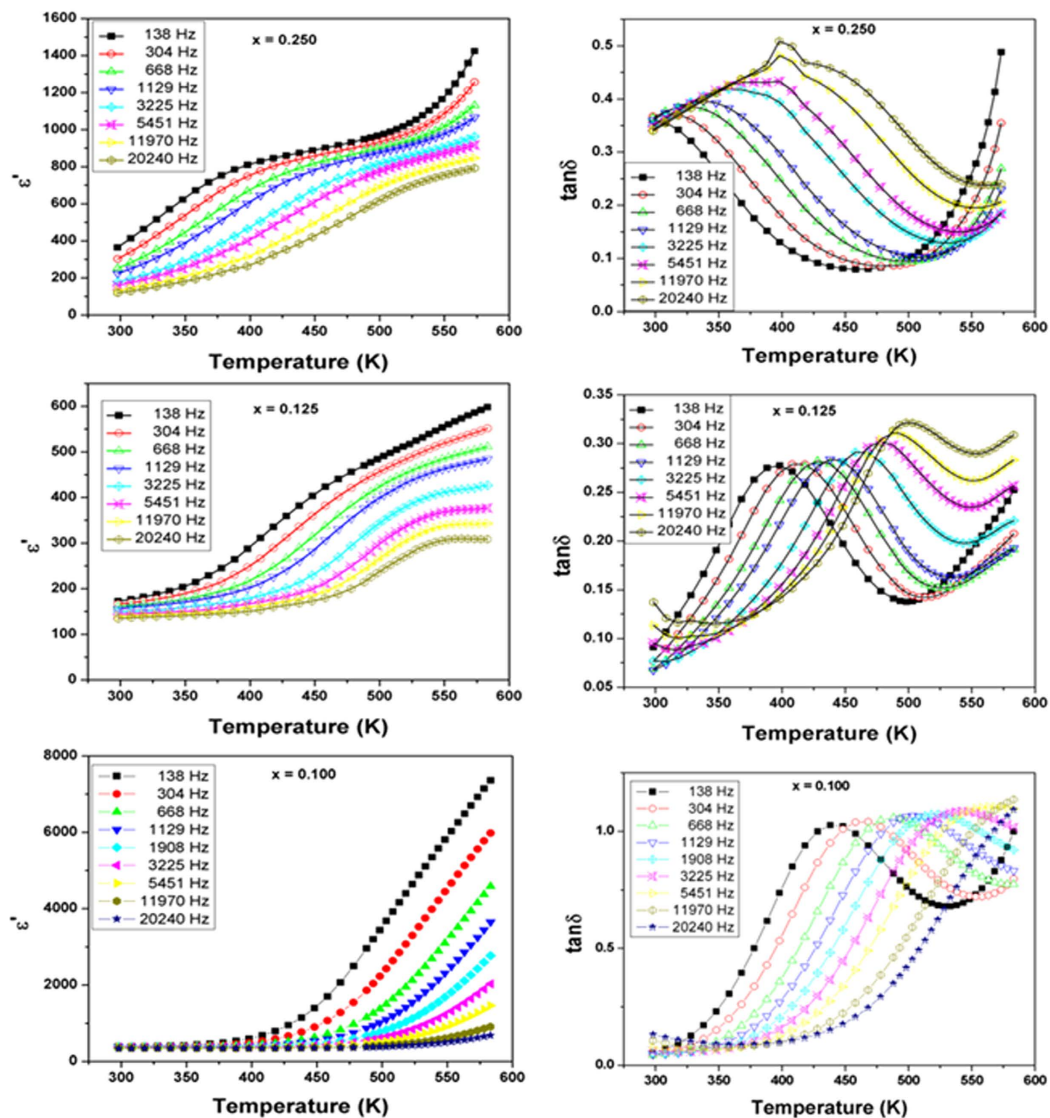 1600
1400
1200
1000
800
600
400
200
0
ε'
138 Hz
304 Hz
668 Hz
1129 Hz
3225 Hz
5451 Hz
11970 Hz
20240 Hz
x = 0.250
300 350 400 450 500 550 600
Temperature (K)
0.5
0.4
0.3
0.2
0.1
0.0
tanδ
x = 0.250
138 Hz
304 Hz
668 Hz
1129 Hz
3225 Hz
5451 Hz
11970 Hz
20240 Hz
300 350 400 450 500 550 600
Temperature (K)
600
500
400
300
200
100
0
ε'
138 Hz
304 Hz
668 Hz
1129 Hz
3225 Hz
5451 Hz
11970 Hz
20240 Hz
x = 0.125
300 350 400 450 500 550 600
Temperature (K)
0.35
0.30
0.25
0.20
0.15
0.10
0.05
tanδ
138 Hz
304 Hz
668 Hz
1129 Hz
3225 Hz
5451 Hz
11970 Hz
20240 Hz
x = 0.125
300 350 400 450 500 550 600
Temperature (K)
8000
6000
4000
2000
0
ε'
138 Hz
304 Hz
668 Hz
1129 Hz
1908 Hz
3225 Hz
5451 Hz
11970 Hz
20240 Hz
x = 0.100
300 350 400 450 500 550 600
Temperature (K)
1.0
0.5
0.0
tanδ
138 Hz
304 Hz
668 Hz
1129 Hz
1908 Hz
3225 Hz
5451 Hz
11970 Hz
20240 Hz
x = 0.100
300 350 400 450 500 550 600
Temperature (K)